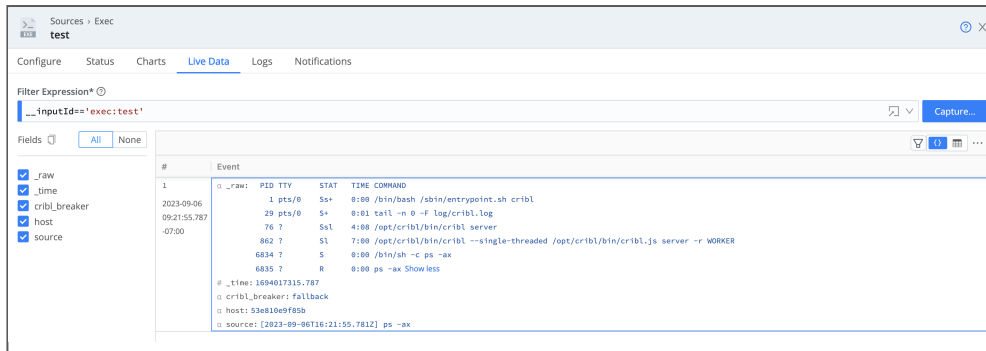 Sources › Exec
test
EXE
Configure Status Charts Live Data Logs Notifications
Filter Expression*
__inputId=='exec:test'
Capture...
Fields All None
# Event
_raw
_time
cribl_breaker
host
source
1
2023-09-06
09:21:55.787
-07:00
α _raw: PID TTY STAT TIME COMMAND
1 pts/0 Ss+ 0:00 /bin/bash /sbin/entrypoint.sh cribl
29 pts/0 S+ 0:01 tail -n 0 -F log/cribl.log
76 ? Ssl 4:08 /opt/cribl/bin/cribl server
862 ? Sl 7:00 /opt/cribl/bin/cribl --single-threaded /opt/cribl/bin/cribl.js server -r WORKER
6834 ? S 0:00 /bin/sh -c ps -ax
6835 ? R 0:00 ps -ax Show less
# _time: 1694017315.787
α cribl_breaker: fallback
α host: 53e810e9f85b
α source: [2023-09-06T16:21:55.781Z] ps -ax